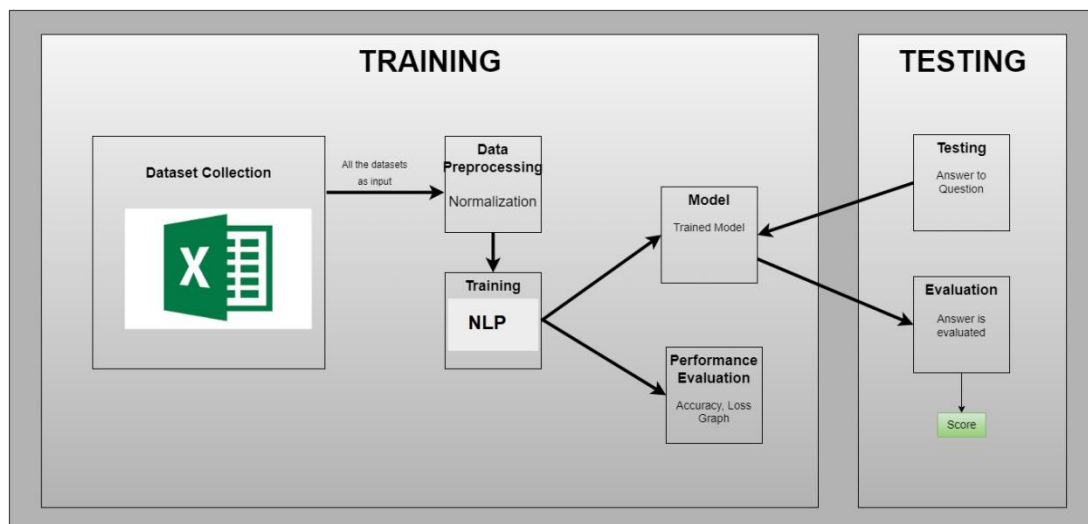 TRAINING
Dataset Collection
X
All the datasets
as input
Data
Preprocessing
Normalization
Training
NLP
Model
Trained Model
Performance
Evaluation
Accuracy, Loss
Graph
TESTING
Testing
Answer to
Question
Evaluation
Answer is
evaluated
Score